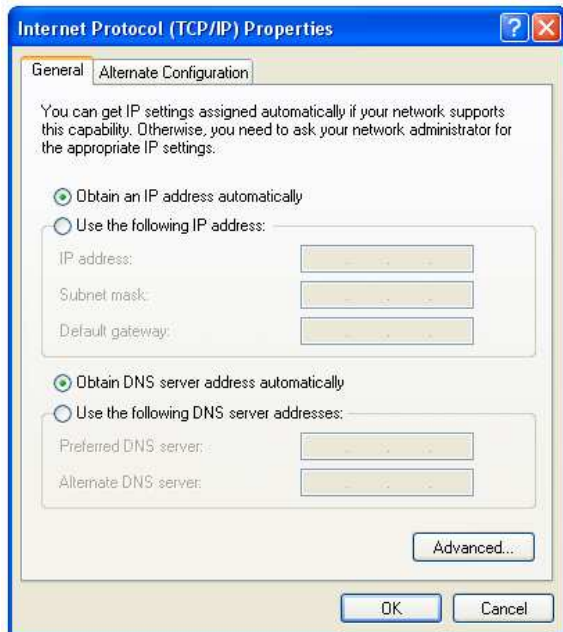 Internet Protocol (TCP/IP) Properties
General Alternate Configuration
You can get IP settings assigned automatically if your network supports
this capability. Otherwise, you need to ask your network administrator for
the appropriate IP settings.
Obtain an IP address automatically
Use the following IP address:
IP address:
Subnet mask:
Default gateway:
Obtain DNS server address automatically
Use the following DNS server addresses:
Preferred DNS server:
Alternate DNS server:
Advanced...
OK Cancel